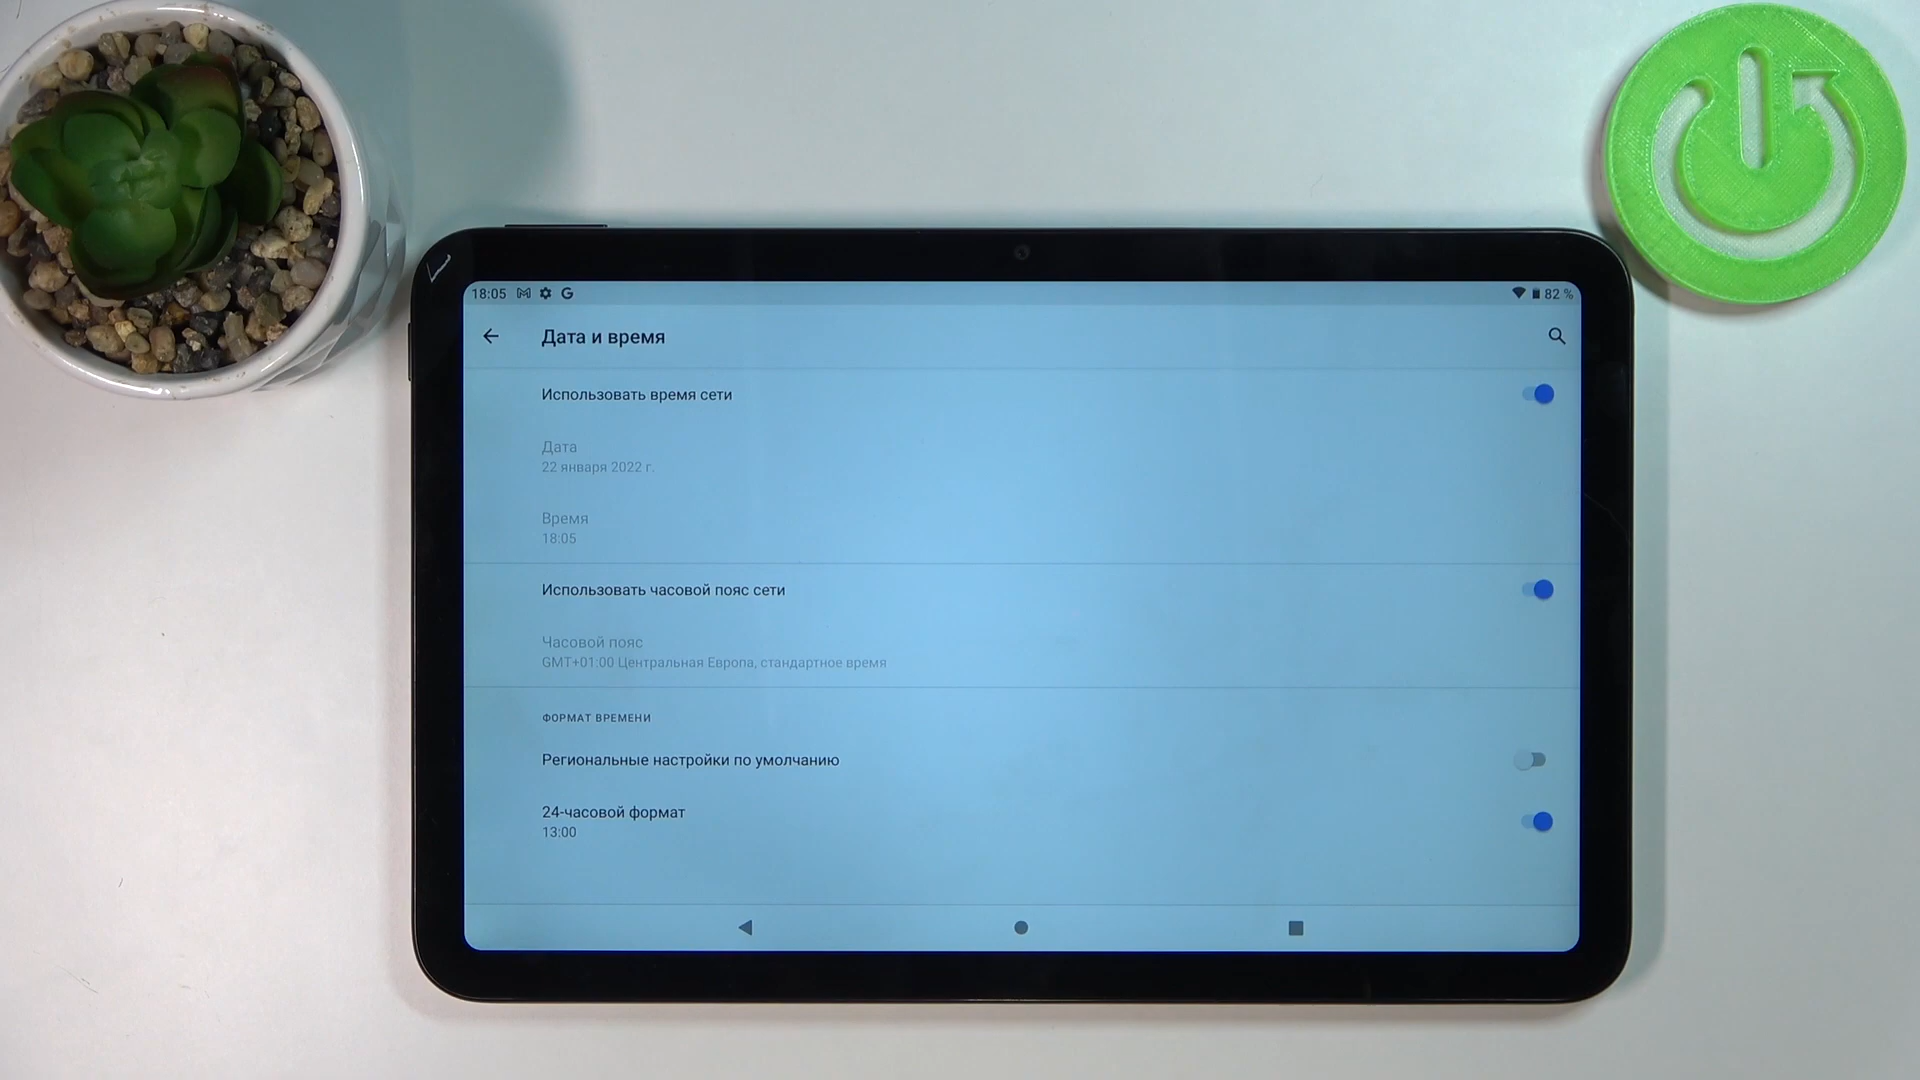 18:05
82 %
Дата и время
Использовать время сети
Дата
22 января 2022 г.
Время
18:05
Использовать часовой пояс сети
Часовой пояс
GMT+01:00 Центральная Европа, стандартное время
ФОРМАТ ВРЕМЕНИ
Региональные настройки по умолчанию
24-часовой формат
13:00